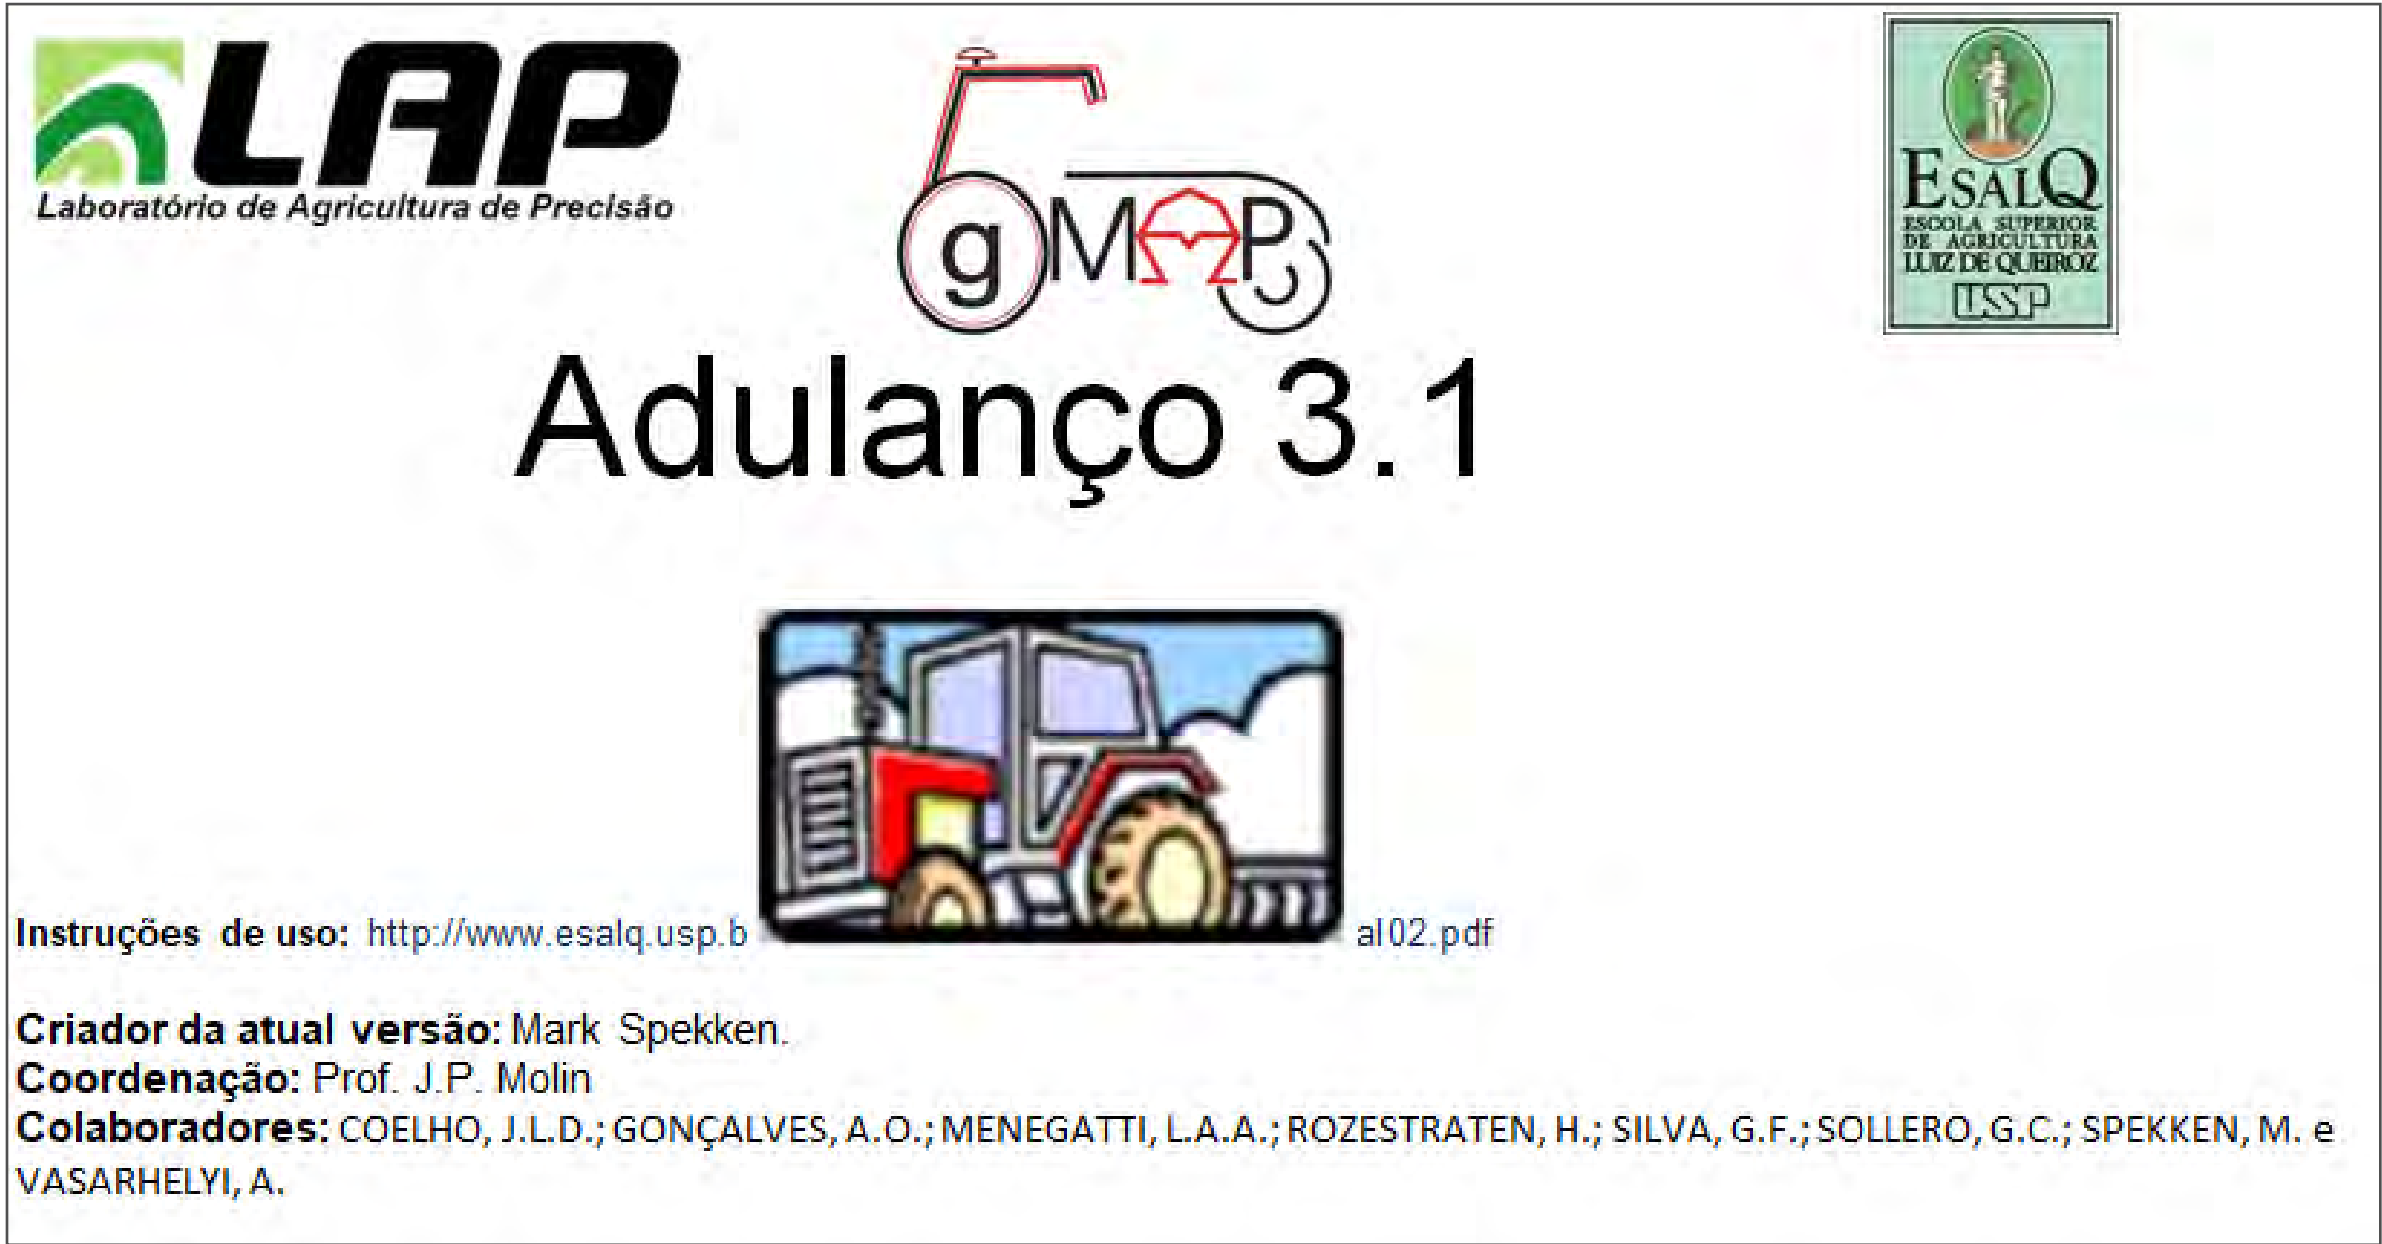 LAP
Laboratório de Agricultura de Precisão
gMAP
ESALQ
ESCOLA SUPERIOR
DE AGRICULTURA
LUIZ DE QUEIROZ
USP
Adulanço 3.1
Instruções de uso: http://www.esalq.usp.b al02.pdf
Criador da atual versão: Mark Spekken.
Coordenação: Prof. J.P. Molin
Colaboradores: COELHO, J.L.D.; GONÇALVES, A.O.; MENEGATTI, L.A.A.; ROZESTRATEN, H.; SILVA, G.F.; SOLLERO, G.C.; SPEKKEN, M. e
VASARHELYI, A.